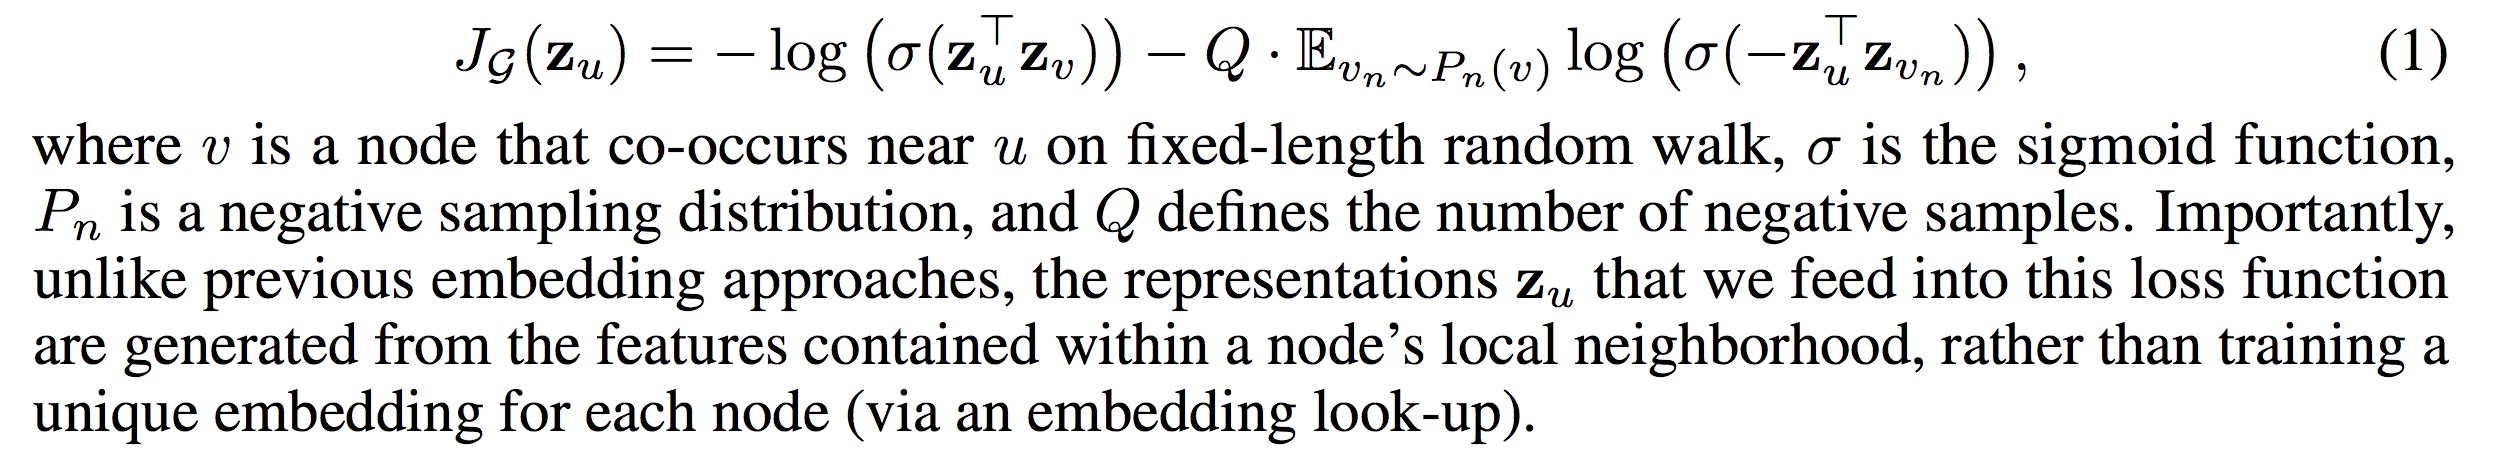 J_𝒢(𝐳_u) = − log (σ(𝐳_u^⊤ 𝐳_v)) − Q · 𝔼_{v_n∼P_n(v)} log (σ(−𝐳_u^⊤ 𝐳_{v_n})) , (1)
where v is a node that co-occurs near u on fixed-length random walk, σ is the sigmoid function,
P_n is a negative sampling distribution, and Q defines the number of negative samples. Importantly,
unlike previous embedding approaches, the representations 𝐳_u that we feed into this loss function
are generated from the features contained within a node’s local neighborhood, rather than training a
unique embedding for each node (via an embedding look-up).